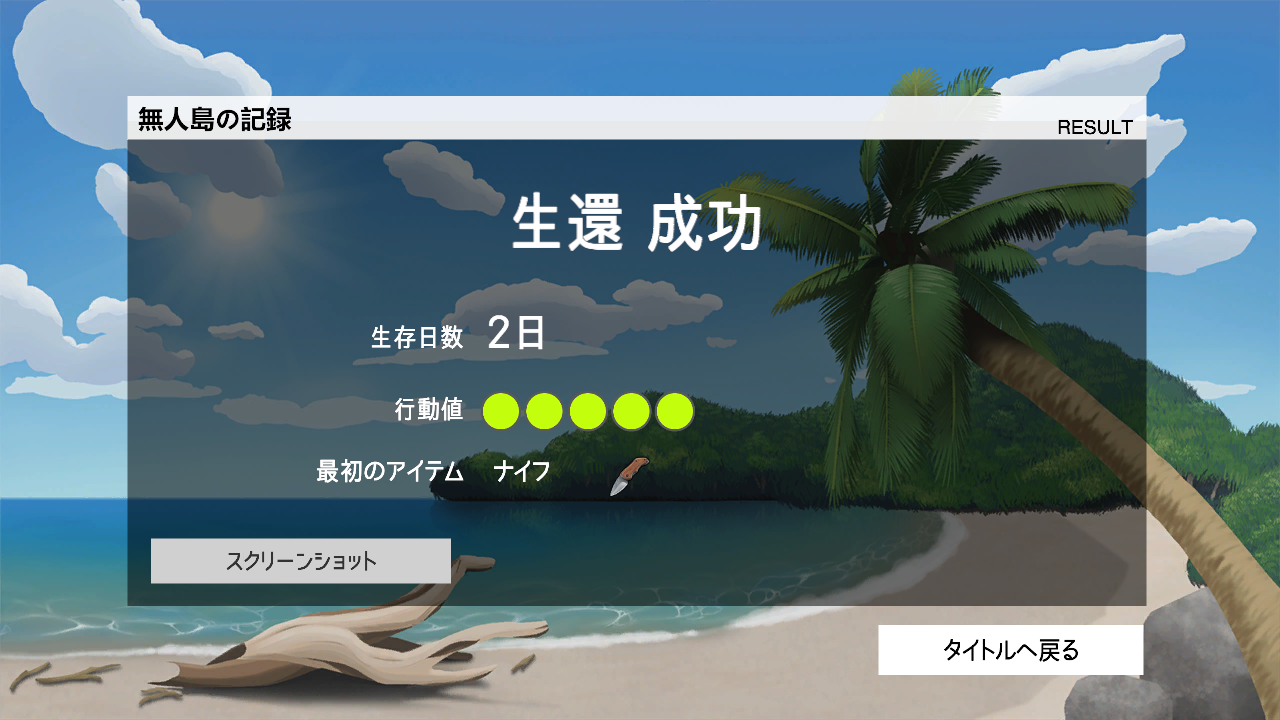 無人島の記録
RESULT
生還 成功
生存日数 2日
行動値
最初のアイテム ナイフ
スクリーンショット
タイトルへ戻る